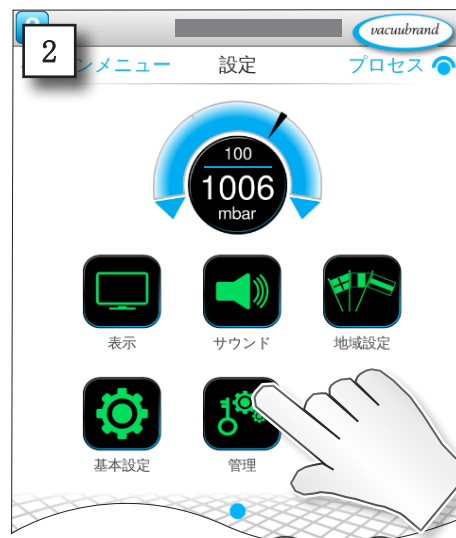 vacuubrand
2
ンメニュー 設定 プロセス
100
1006
mbar
表示 サウンド 地域設定
基本設定 管理